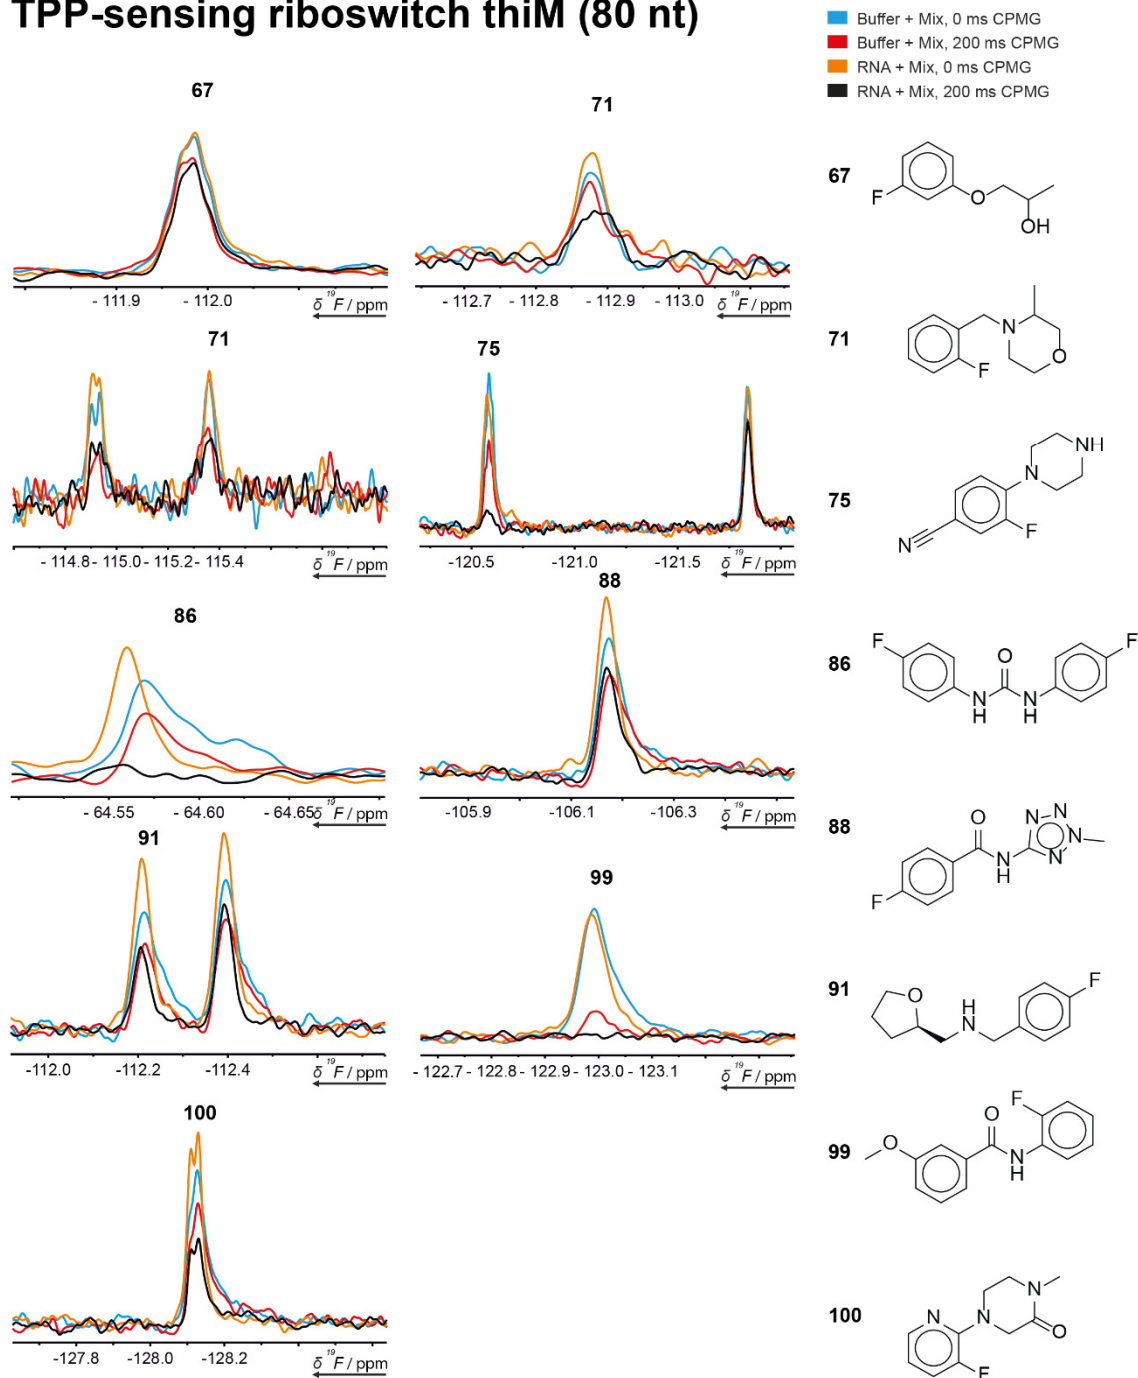 TPP-sensing riboswitch thiM (80 nt)
Buffer + Mix, 0 ms CPMG
Buffer + Mix, 200 ms CPMG
RNA + Mix, 0 ms CPMG
RNA + Mix, 200 ms CPMG
67
- 111.9 - 112.0
δ 19F / ppm
71
- 112.7 - 112.8 - 112.9 - 113.0
δ 19F / ppm
67
F
O
OH
71
- 114.8 - 115.0 - 115.2 - 115.4
δ 19F / ppm
75
-120.5 -121.0 -121.5
δ 19F / ppm
71
N
O
F
75
NH
N
F
N
86
- 64.55 - 64.60 - 64.65
δ 19F / ppm
88
-105.9 -106.1 -106.3
δ 19F / ppm
86
F
O
F
N
H
N
H
88
O
N
N
N
N
N
H
F
91
-112.0 -112.2 -112.4
δ 19F / ppm
99
- 122.7 - 122.8 - 122.9 - 123.0 - 123.1
δ 19F / ppm
91
O
H
N
F
99
O
O
F
N
H
100
-127.8 -128.0 -128.2
δ 19F / ppm
100
N
N
N
O
F